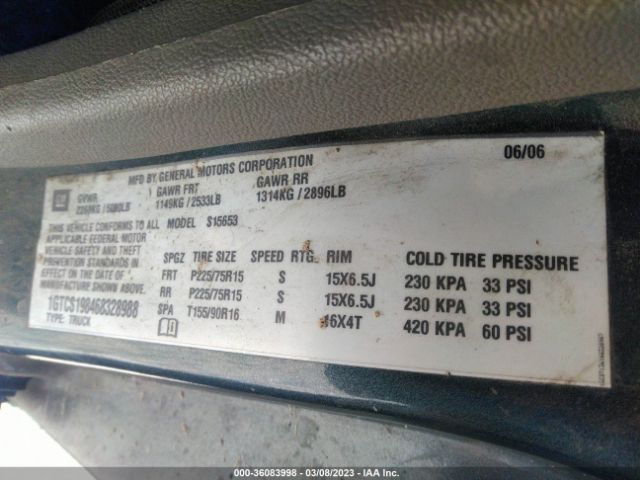 06/06
MFD BY GENERAL MOTORS CORPORATION
GM GVWR GAWR FRT GAWR RR
1149KG / 2533LB 1314KG / 2896LB
THIS VEHICLE CONFORMS TO ALL MODEL S15653
APPLICABLE FEDERAL MOTOR
VEHICLE SAFETY AND THEFT
PREVENTION STANDARDS IN
EFFECT ON THE DATE OF
MANUFACTURE SHOWN ABOVE.
1GTCS198468328988
TYPE: TRUCK
SPGZ TIRE SIZE SPEED RTG. RIM COLD TIRE PRESSURE
FRT P225/75R15 S 15X6.5J 230 KPA 33 PSI
RR P225/75R15 S 15X6.5J 230 KPA 33 PSI
SPA T155/90R16 M 16X4T 420 KPA 60 PSI
000-36083998 - 03/08/2023 - IAA Inc.